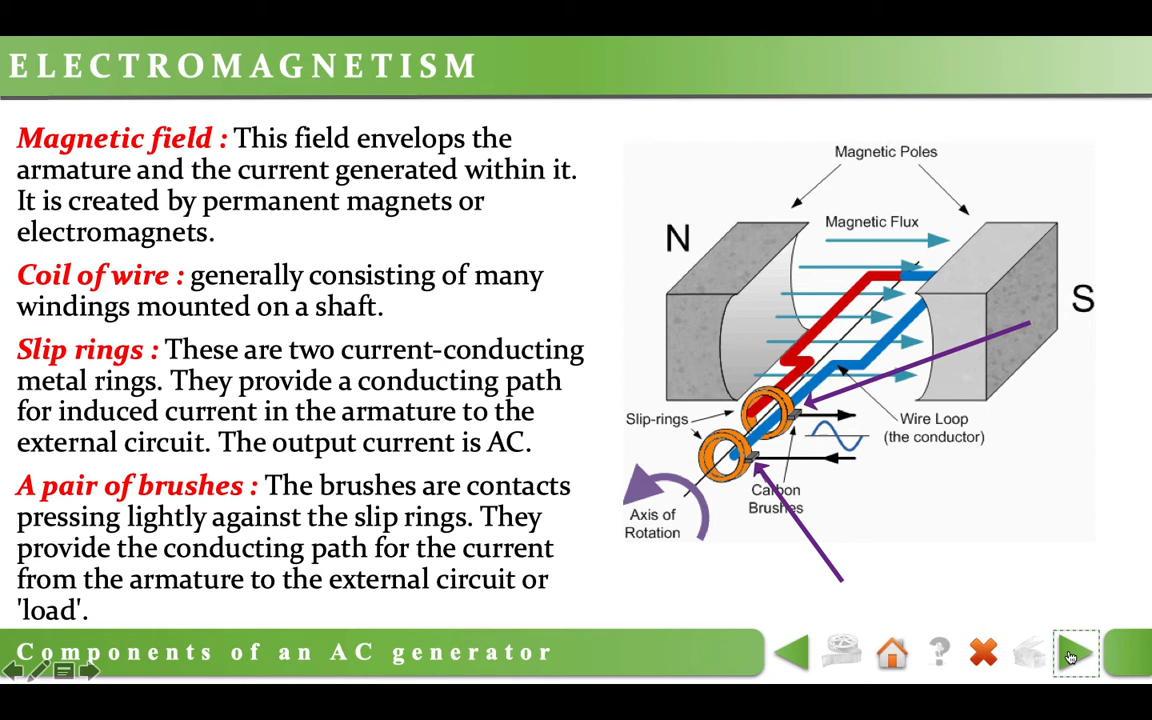 ELECTROMAGNETISM
Magnetic field : This field envelops the
armature and the current generated within it.
It is created by permanent magnets or
electromagnets.
Coil of wire : generally consisting of many
windings mounted on a shaft.
Slip rings : These are two current-conducting
metal rings. They provide a conducting path
for induced current in the armature to the
external circuit. The output current is AC.
A pair of brushes : The brushes are contacts
pressing lightly against the slip rings. They
provide the conducting path for the current
from the armature to the external circuit or
'load'.
Magnetic Poles
Magnetic Flux
N
S
Slip-rings
Wire Loop
(the conductor)
Carbon
Brushes
Axis of
Rotation
Components of an AC generator
?